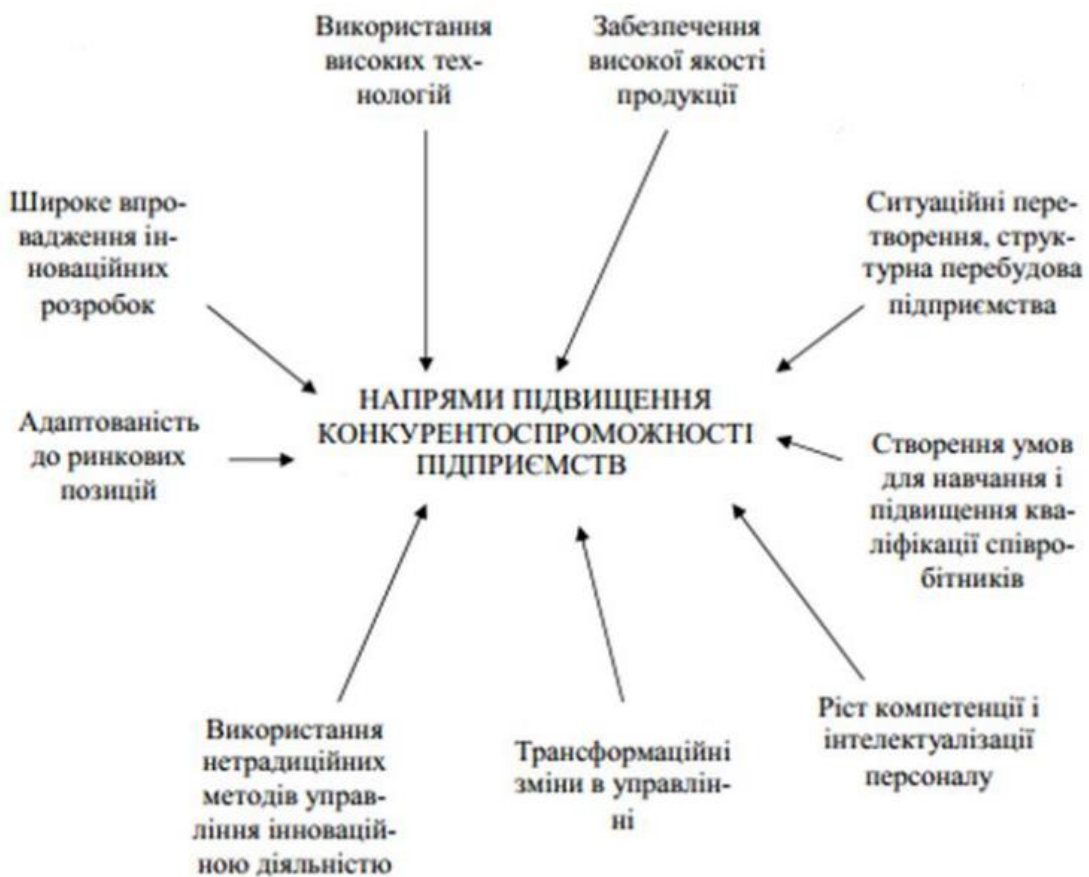 Використання
високих тех-
нологій
Забезпечення
високої якості
продукції
Широке впро-
вадження ін-
новаційних
розробок
Ситуаційні пере-
творення, струк-
турна перебудова
підприємства
НАПРЯМИ ПІДВИЩЕННЯ
КОНКУРЕНТОСПРОМОЖНОСТІ
ПІДПРИЄМСТВ
Адаптованість
до ринкових
позицій
Створення умов
для навчання і
підвищення ква-
ліфікації співро-
бітників
Використання
нетрадиційних
методів управ-
ління інновацій-
ною діяльністю
Трансформаційні
зміни в управлін-
ні
Ріст компетенції і
інтелектуалізації
персоналу